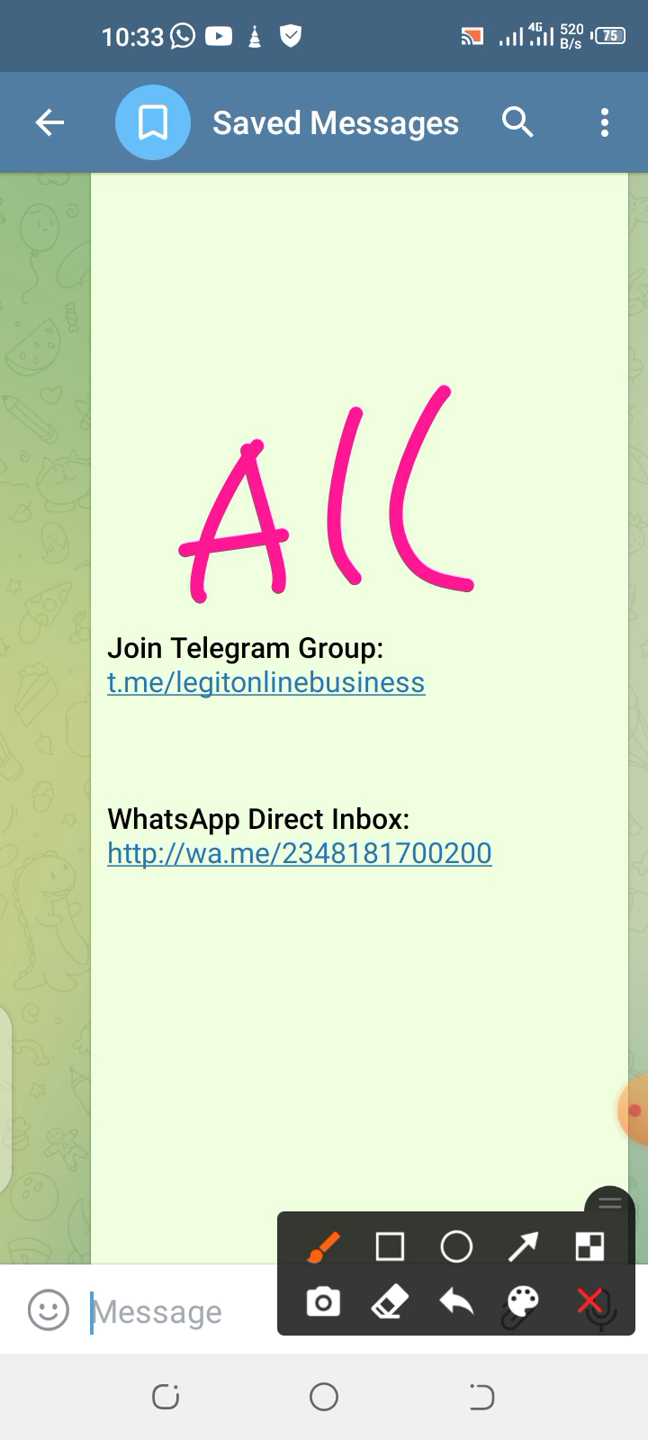 10:33
4G
520
B/s
75
Saved Messages
All
Join Telegram Group:
t.me/legitonlinebusiness
WhatsApp Direct Inbox:
http://wa.me/2348181700200
Message